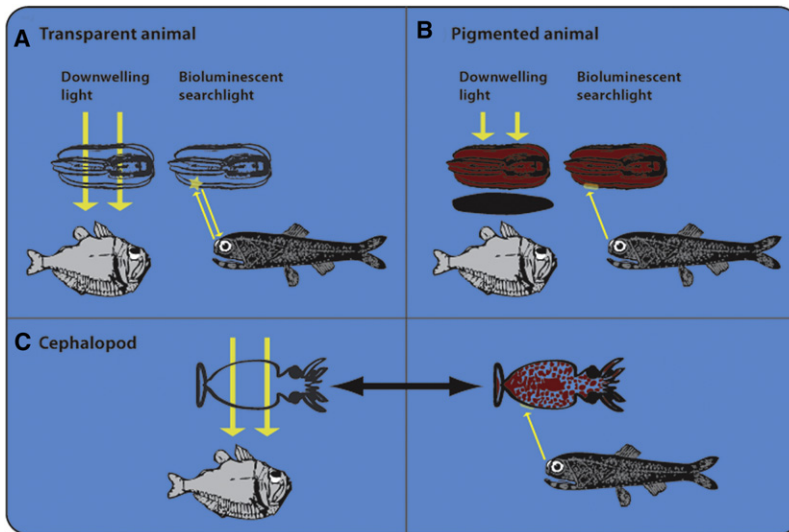 A Transparent animal
Downwelling
light
Bioluminescent
searchlight
B Pigmented animal
Downwelling
light
Bioluminescent
searchlight
C Cephalopod